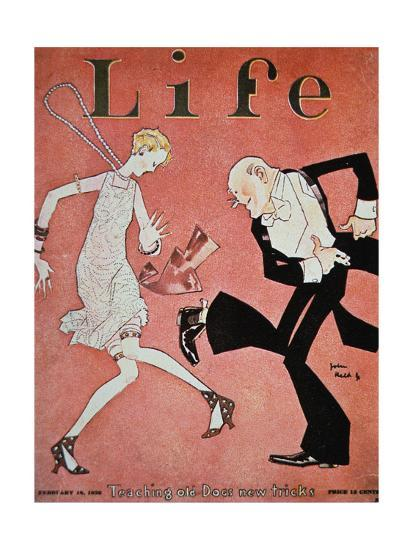 Life
John
Held Jr
FEBRUARY 18, 1926 Teaching old Dogs new tricks PRICE 15 CENTS